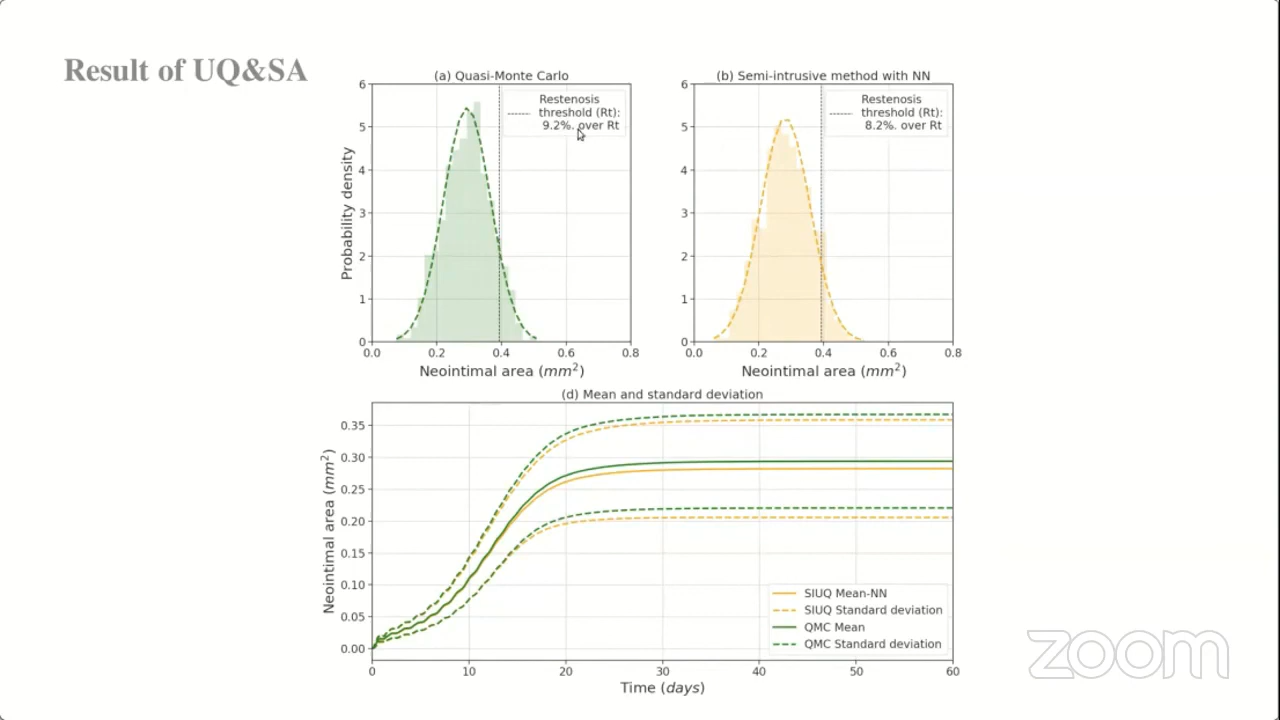 Result of UQ&SA
(a) Quasi-Monte Carlo
6
5
4
3
2
1
0
Probability density
Restenosis
threshold (Rt):
9.2%. over Rt
0.0 0.2 0.4 0.6 0.8
Neointimal area (mm²)
(b) Semi-intrusive method with NN
6
5
4
3
2
1
0
Restenosis
threshold (Rt):
8.2%. over Rt
0.0 0.2 0.4 0.6 0.8
Neointimal area (mm²)
(d) Mean and standard deviation
0.35
0.30
0.25
0.20
0.15
0.10
0.05
0.00
Neointimal area (mm²)
SIUQ Mean-NN
SIUQ Standard deviation
QMC Mean
QMC Standard deviation
0 10 20 30 40 50 60
Time (days)
zoom